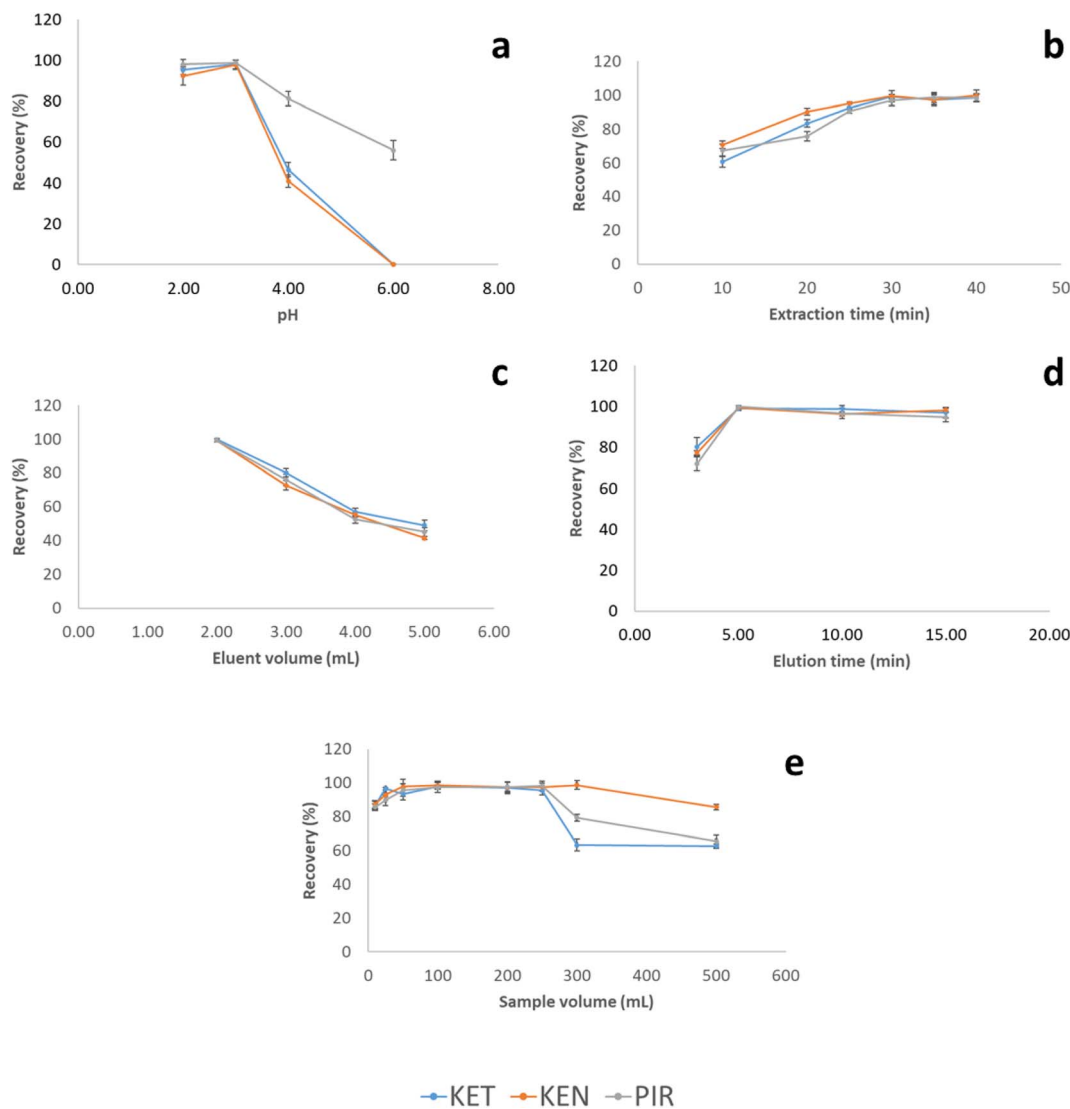 a
120
100
80
60
40
20
0
Recovery (%)
0.00 2.00 4.00 6.00 8.00
pH
b
120
100
80
60
40
20
0
Recovery (%)
0 10 20 30 40 50
Extraction time (min)
c
120
100
80
60
40
20
0
Recovery (%)
0.00 1.00 2.00 3.00 4.00 5.00 6.00
Eluent volume (mL)
d
120
100
80
60
40
20
0
Recovery (%)
0.00 5.00 10.00 15.00 20.00
Elution time (min)
e
120
100
80
60
40
20
0
Recovery (%)
0 100 200 300 400 500 600
Sample volume (mL)
KET KEN PIR